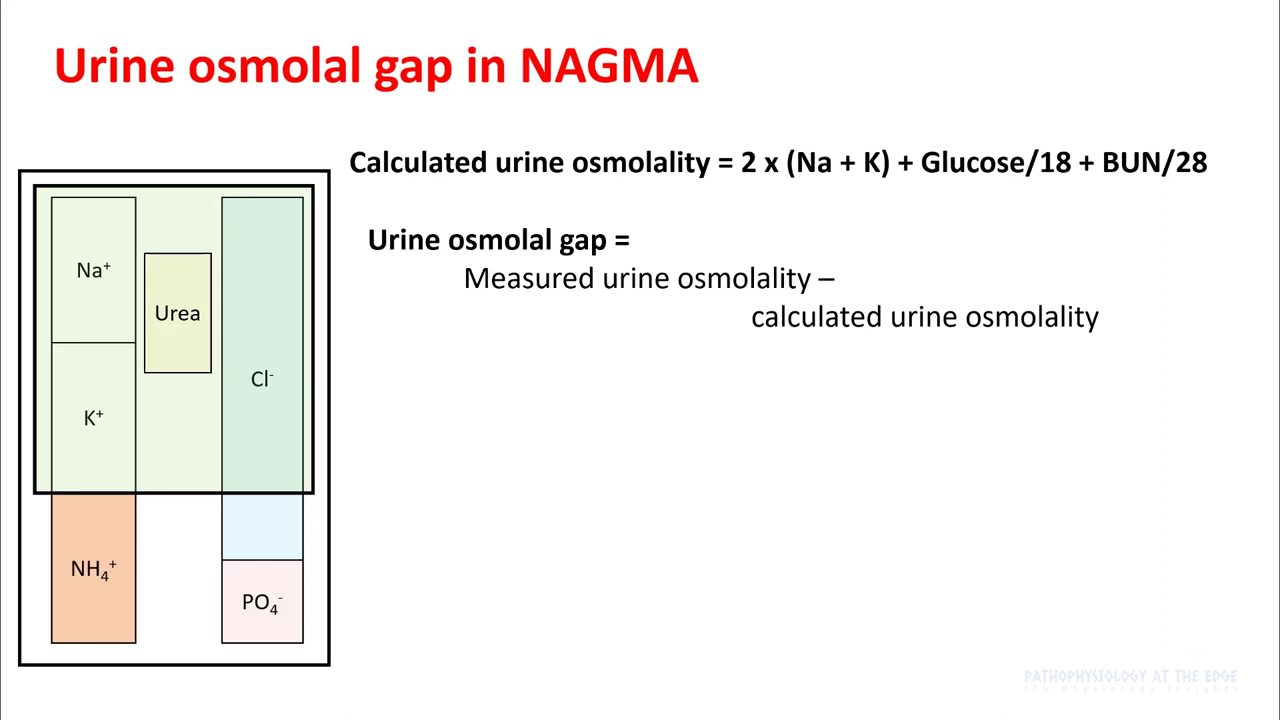 Urine osmolal gap in NAGMA
Calculated urine osmolality = 2 x (Na + K) + Glucose/18 + BUN/28
Urine osmolal gap =
Measured urine osmolality –
calculated urine osmolality
Na⁺
Urea
Cl⁻
K⁺
NH₄⁺
PO₄⁻
PATHOPHYSIOLOGY AT THE EDGE
ICU Physiology Insights